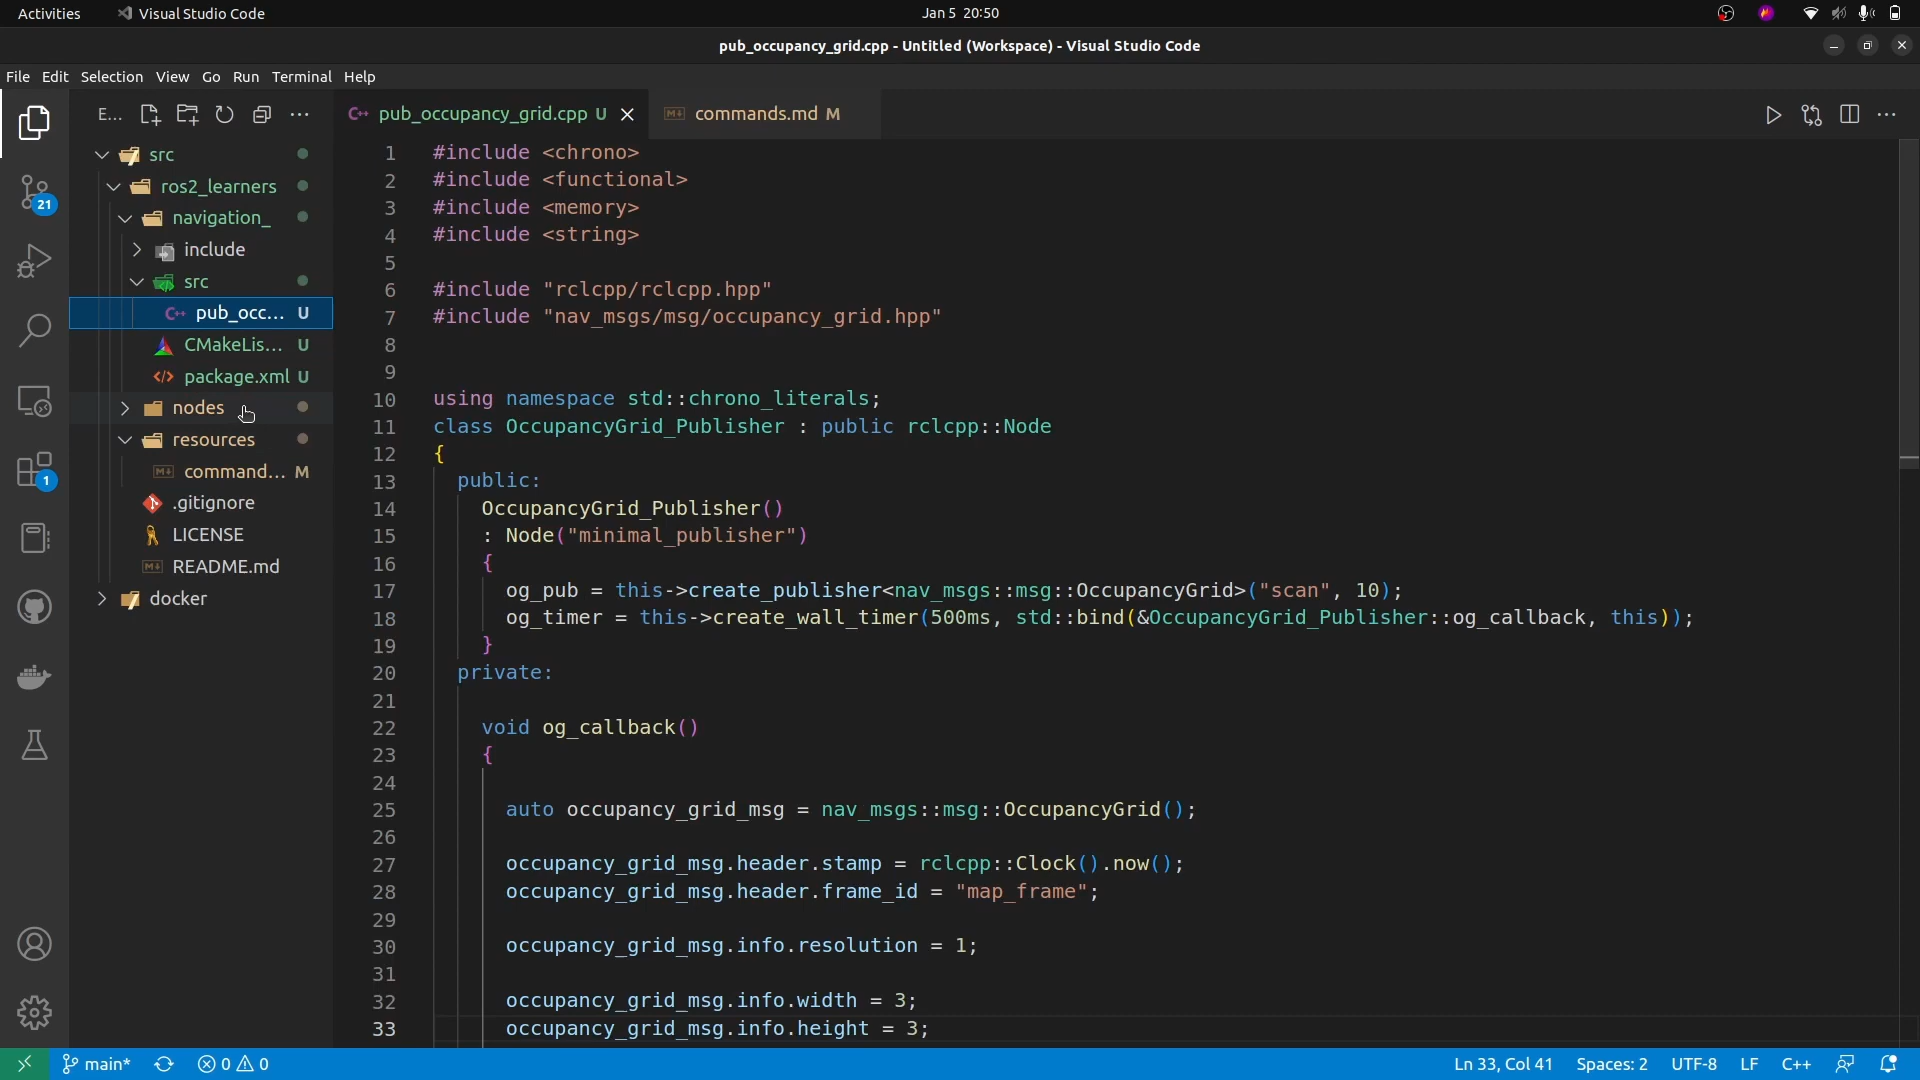 Activities Visual Studio Code Jan 5 20:50
pub_occupancy_grid.cpp - Untitled (Workspace) - Visual Studio Code
File Edit Selection View Go Run Terminal Help
E... pub_occupancy_grid.cpp U commands.md M
src
ros2_learners
21
navigation_
include
src
pub_occ... U
CMakeLis... U
package.xml U
nodes
resources
command... M
1
.gitignore
LICENSE
README.md
docker
1 #include <chrono>
2 #include <functional>
3 #include <memory>
4 #include <string>
5
6 #include "rclcpp/rclcpp.hpp"
7 #include "nav_msgs/msg/occupancy_grid.hpp"
8
9
10 using namespace std::chrono_literals;
11 class OccupancyGrid_Publisher : public rclcpp::Node
12 {
13 public:
14 OccupancyGrid_Publisher()
15 : Node("minimal_publisher")
16 {
17 og_pub = this->create_publisher<nav_msgs::msg::OccupancyGrid>("scan", 10);
18 og_timer = this->create_wall_timer(500ms, std::bind(&OccupancyGrid_Publisher::og_callback, this));
19 }
20 private:
21
22 void og_callback()
23 {
24
25 auto occupancy_grid_msg = nav_msgs::msg::OccupancyGrid();
26
27 occupancy_grid_msg.header.stamp = rclcpp::Clock().now();
28 occupancy_grid_msg.header.frame_id = "map_frame";
29
30 occupancy_grid_msg.info.resolution = 1;
31
32 occupancy_grid_msg.info.width = 3;
33 occupancy_grid_msg.info.height = 3;
main* 0 0 Ln 33, Col 41 Spaces: 2 UTF-8 LF C++